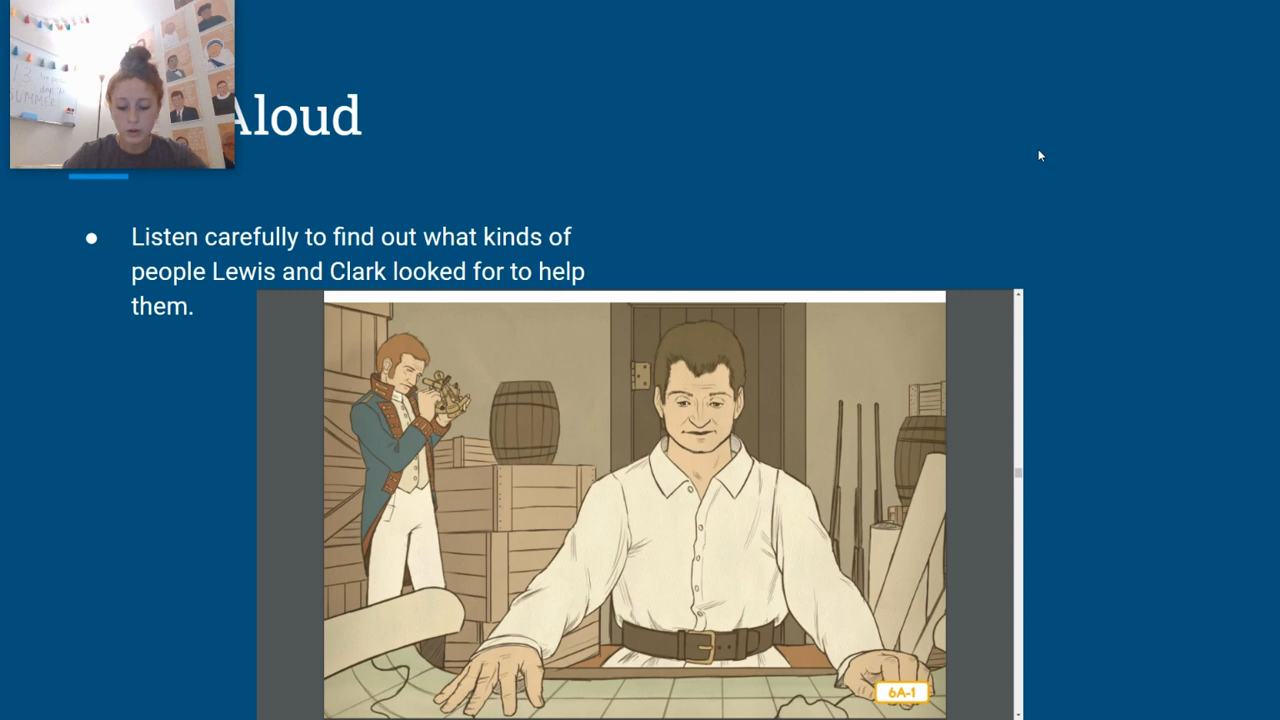 Aloud
Listen carefully to find out what kinds of
people Lewis and Clark looked for to help
them.
6A-1